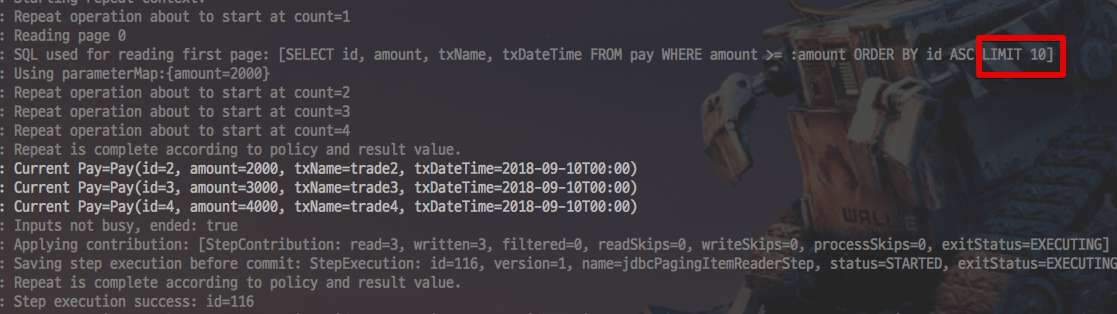 : Starting repeat context.
: Repeat operation about to start at count=1
: Reading page 0
: SQL used for reading first page: [SELECT id, amount, txName, txDateTime FROM pay WHERE amount >= :amount ORDER BY id ASC LIMIT 10]
: Using parameterMap:{amount=2000}
: Repeat operation about to start at count=2
: Repeat operation about to start at count=3
: Repeat operation about to start at count=4
: Repeat is complete according to policy and result value.
: Current Pay=Pay(id=2, amount=2000, txName=trade2, txDateTime=2018-09-10T00:00)
: Current Pay=Pay(id=3, amount=3000, txName=trade3, txDateTime=2018-09-10T00:00)
: Current Pay=Pay(id=4, amount=4000, txName=trade4, txDateTime=2018-09-10T00:00)
: Inputs not busy, ended: true
: Applying contribution: [StepContribution: read=3, written=3, filtered=0, readSkips=0, writeSkips=0, processSkips=0, exitStatus=EXECUTING]
: Saving step execution before commit: StepExecution: id=116, version=1, name=jdbcPagingItemReaderStep, status=STARTED, exitStatus=EXECUTING
: Repeat is complete according to policy and result value.
: Step execution success: id=116
WALL